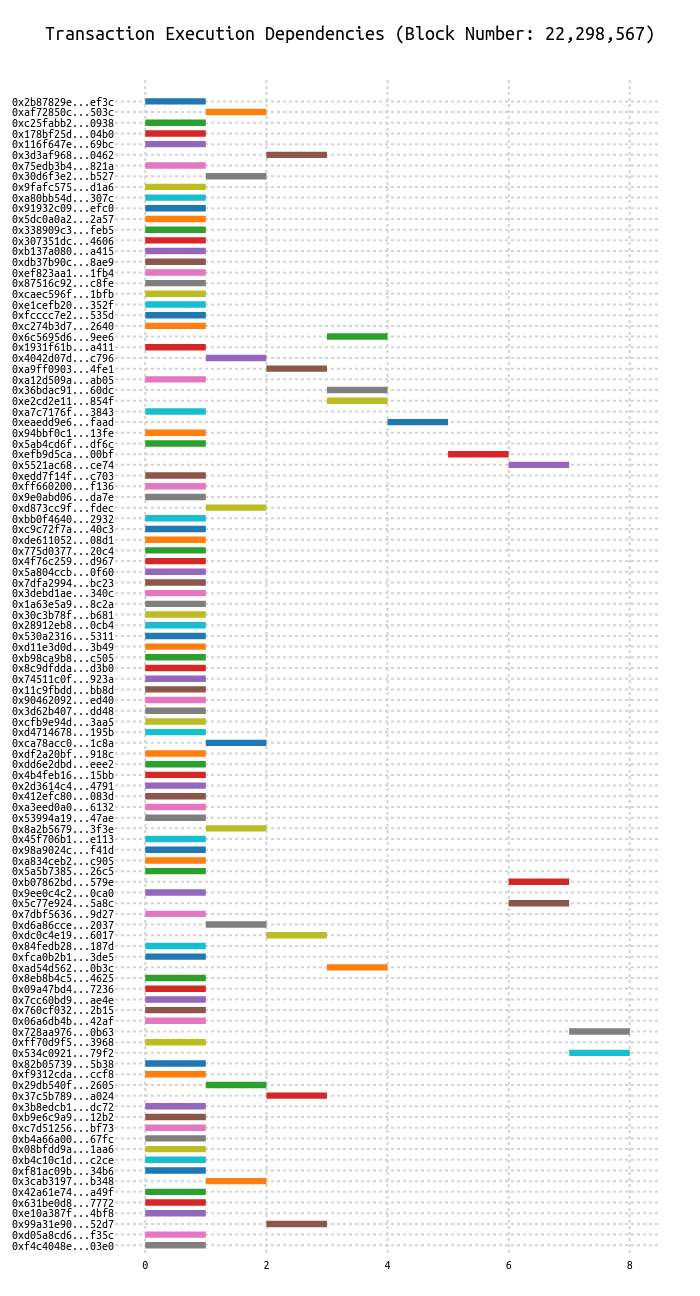 Transaction Execution Dependencies (Block Number: 22,298,567)
0x2b87829e...ef3c
0xaf72850c...503c
0xc25fabb2...0938
0x178bf25d...04b0
0x116f647e...69bc
0x3d3af968...0462
0x75edb3b4...821a
0x30d6f3e2...b527
0x9fafc575...d1a6
0xa80bb54d...307c
0x91932c09...efc0
0x5dc0a0a2...2a57
0x338909c3...feb5
0x307351dc...4606
0xb137a080...a415
0xdb37b90c...8ae9
0xef823aa1...1fb4
0x87516c92...c8fe
0xcaec596f...1bfb
0xe1cefb20...352f
0xfcccc7e2...535d
0xc274b3d7...2640
0x6c5695d6...9ee6
0x1931f61b...a411
0x4042d07d...c796
0xa9ff0903...4fe1
0xa12d509a...ab05
0x36bdac91...60dc
0xe2cd2e11...854f
0xa7c7176f...3843
0xeaedd9e6...faad
0x94bbf0c1...13fe
0x5ab4cd6f...df6c
0xefb9d5ca...00bf
0x5521ac68...ce74
0xedd7f14f...c703
0xff660200...f136
0x9e0abd06...da7e
0xd873cc9f...fdec
0xbb0f4640...2932
0xc9c72f7a...40c3
0xde611052...08d1
0x775d0377...20c4
0x4f76c259...d967
0x5a804ccb...0f60
0x7dfa2994...bc23
0x3debd1ae...340c
0x1a63e5a9...8c2a
0x30c3b78f...b681
0x28912eb8...0cb4
0x530a2316...5311
0xd11e3d0d...3b49
0xb98ca9b8...c505
0x8c9dfdda...d3b0
0x74511c0f...923a
0x11c9fbdd...bb8d
0x90462092...ed40
0x3d62b407...dd48
0xcfb9e94d...3aa5
0xd4714678...195b
0xca78acc0...1c8a
0xdf2a20bf...918c
0xdd6e2dbd...eee2
0x4b4feb16...15bb
0x2d3614c4...4791
0x412efc80...083d
0xa3eed0a0...6132
0x53994a19...47ae
0x8a2b5679...3f3e
0x45f706b1...e113
0x98a9024c...f41d
0xa834ceb2...c905
0x5a5b7385...26c5
0xb07862bd...579e
0x9ee0c4c2...0ca0
0x5c77e924...5a8c
0x7dbf5636...9d27
0xd6a86cce...2037
0xdc0c4e19...6017
0x84fedb28...187d
0xfca0b2b1...3de5
0xad54d562...0b3c
0x8eb8b4c5...4625
0x09a47bd4...7236
0x7cc60bd9...ae4e
0x760cf032...2b15
0x06a6db4b...42af
0x728aa976...0b63
0xff70d9f5...3968
0x534c0921...79f2
0x82b05739...5b38
0xf9312cda...ccf8
0x29db540f...2605
0x37c5b789...a024
0x3b8edcb1...dc72
0xb9e6c9a9...12b2
0xc7d51256...bf73
0xb4a66a00...67fc
0x08bfdd9a...1aa6
0xb4c10c1d...c2ce
0xf81ac09b...34b6
0x3cab3197...b348
0x42a61e74...a49f
0x631be0d8...7772
0xe10a387f...4bf8
0x99a31e90...52d7
0xd05a8cd6...f35c
0xf4c4048e...03e0
0 2 4 6 8